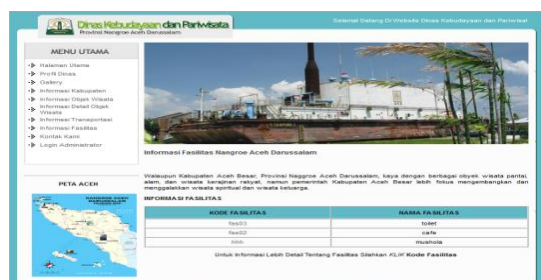 Dinas Kebudayaan dan Pariwisata
Provinsi Nangroe Aceh Darussalam
Selamat Datang Di Website Dinas Kebudayaan dan Pariwisat
MENU UTAMA
Halaman Utama
Profil Dinas
Gallery
Informasi Kabupaten
Informasi Objek Wisata
Informasi Detail Objek
Wisata
Informasi Transportasi
Informasi Fasilitas
Kontak Kami
Login Administrator
PETA ACEH
Informasi Fasilitas Nangroe Aceh Darussalam
Walaupun Kabupaten Aceh Besar, Provinsi Naggroe Aceh Darussalam, kaya dengan berbagai obyek wisata pantai,
alam, dan wisata kerajinan rakyat, namun pemerintah Kabupaten Aceh Besar lebih fokus mengembangkan dan
menggalakkan wisata spiritual dan wisata keluarga.
INFORMASI FASILITAS
KODE FASILITAS NAMA FASILITAS
fas03 toilet
fas02 cafe
hhh mushola
Untuk Informasi Lebih Detail Tentang Fasilitas Silahkan KLIK Kode Fasilitas